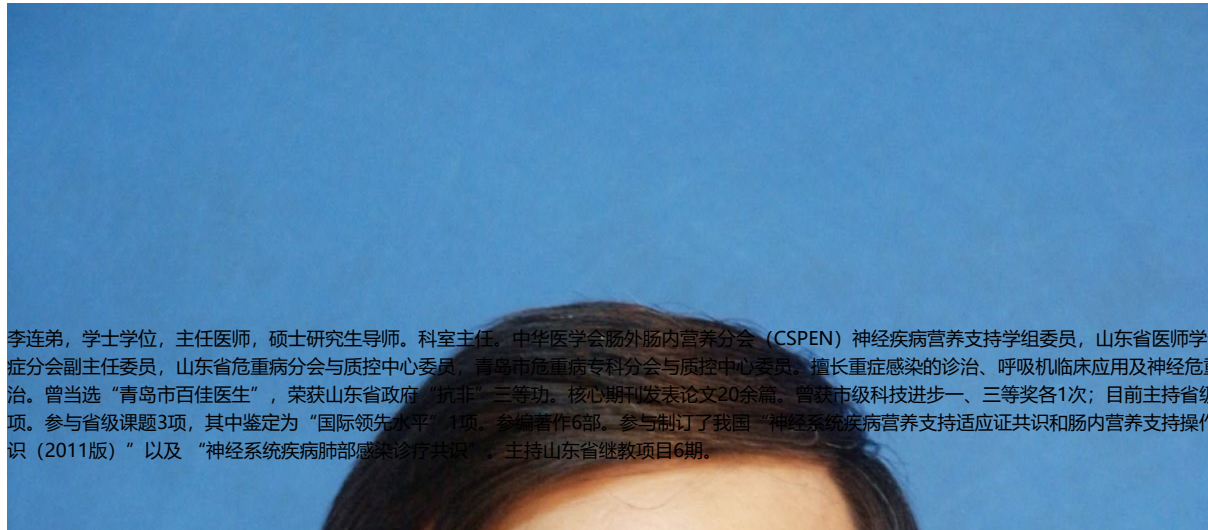 李连弟，学士学位，主任医师，硕士研究生导师。科室主任。中华医学会肠外肠内营养分会（CSPEN）神经疾病营养支持学组委员，山东省医师学
症分会副主任委员，山东省危重病分会与质控中心委员，青岛市危重病专科分会与质控中心委员。擅长重症感染的诊治、呼吸机临床应用及神经危重
治。曾当选“青岛市百佳医生”，荣获山东省政府“抗非”三等功。核心期刊发表论文20余篇。曾获市级科技进步一、三等奖各1次；目前主持省级
项。参与省级课题3项，其中鉴定为“国际领先水平”1项。参编著作6部。参与制订了我国“神经系统疾病营养支持适应证共识和肠内营养支持操作
识（2011版）”以及 “神经系统疾病肺部感染诊疗共识”。主持山东省继教项目6期。